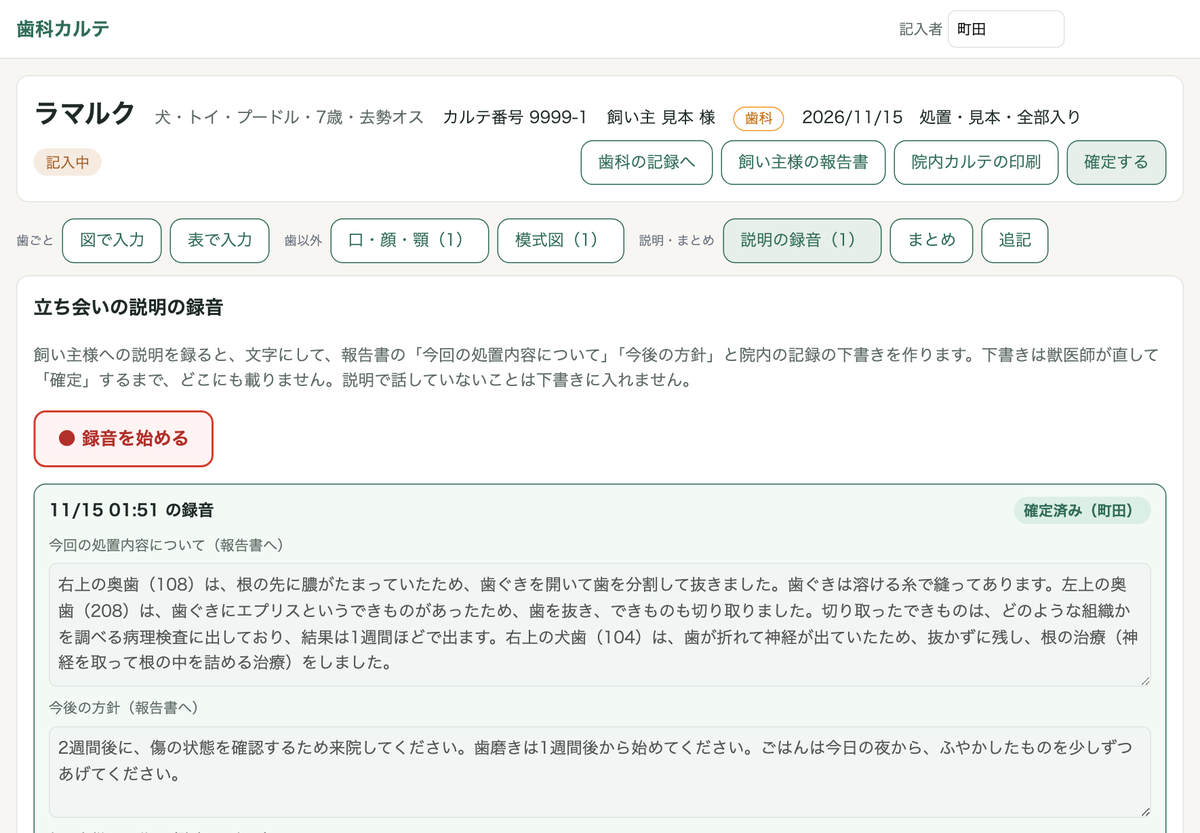 歯科カルテ
記入者 町田
ラマルク 犬・トイ・プードル・7歳・去勢オス カルテ番号 9999-1 飼い主 見本 様 歯科 2026/11/15 処置・見本・全部入り
記入中 歯科の記録へ 飼い主様の報告書 院内カルテの印刷 確定する
歯ごと 図で入力 表で入力 歯以外 口・顔・顎（1） 模式図（1） 説明・まとめ 説明の録音（1） まとめ 追記
立ち会いの説明の録音
飼い主様への説明を録ると、文字にして、報告書の「今回の処置内容について」「今後の方針」と院内の記録の下書きを作ります。下書きは獣医師が直して
「確定」するまで、どこにも載りません。説明で話していないことは下書きに入れません。
● 録音を始める
11/15 01:51 の録音 確定済み（町田）
今回の処置内容について（報告書へ）
右上の奥歯（108）は、根の先に膿がたまっていたため、歯ぐきを開いて歯を分割して抜きました。歯ぐきは溶ける糸で縫ってあります。左上の奥
歯（208）は、歯ぐきにエプリスというできものがあったため、歯を抜き、できものも切り取りました。切り取ったできものは、どのような組織か
を調べる病理検査に出しており、結果は1週間ほどで出ます。右上の犬歯（104）は、歯が折れて神経が出ていたため、抜かずに残し、根の治療（神
経を取って根の中を詰める治療）をしました。
今後の方針（報告書へ）
2週間後に、傷の状態を確認するため来院してください。歯磨きは1週間後から始めてください。ごはんは今日の夜から、ふやかしたものを少しずつ
あげてください。